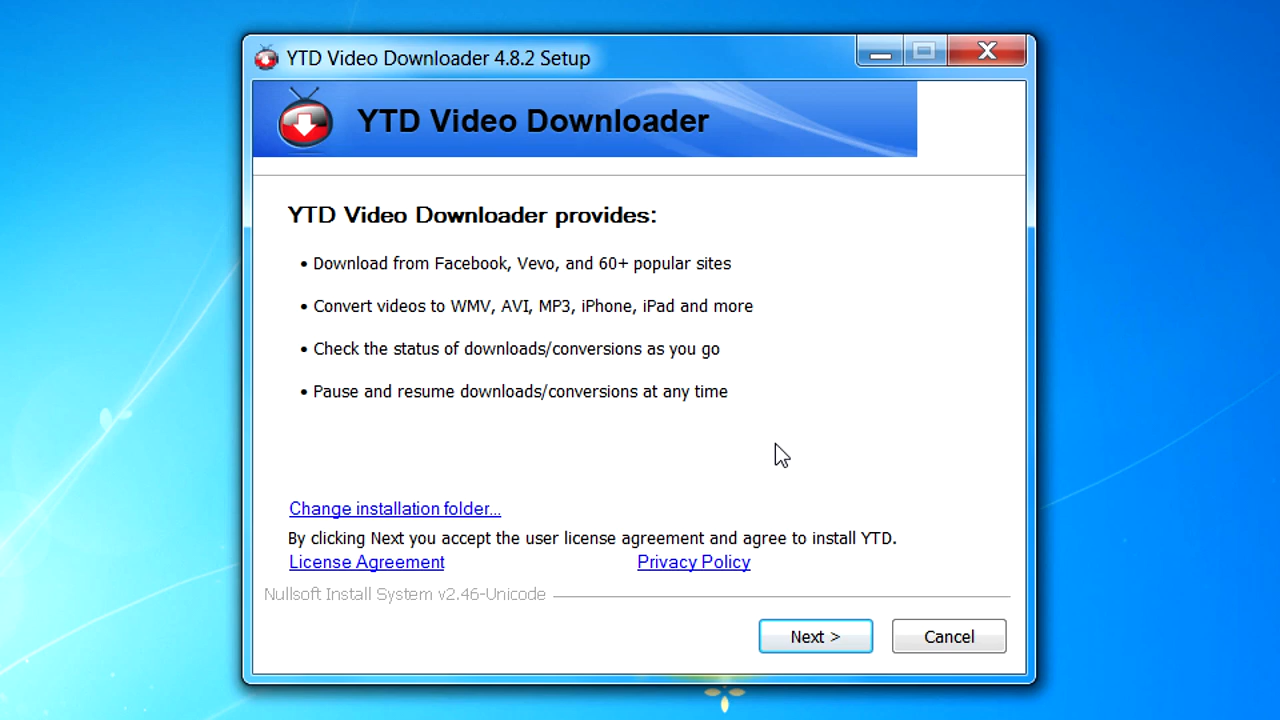 YTD Video Downloader 4.8.2 Setup
YTD Video Downloader
YTD Video Downloader provides:
• Download from Facebook, Vevo, and 60+ popular sites
• Convert videos to WMV, AVI, MP3, iPhone, iPad and more
• Check the status of downloads/conversions as you go
• Pause and resume downloads/conversions at any time
Change installation folder...
By clicking Next you accept the user license agreement and agree to install YTD.
License Agreement Privacy Policy
Nullsoft Install System v2.46-Unicode
Next > Cancel